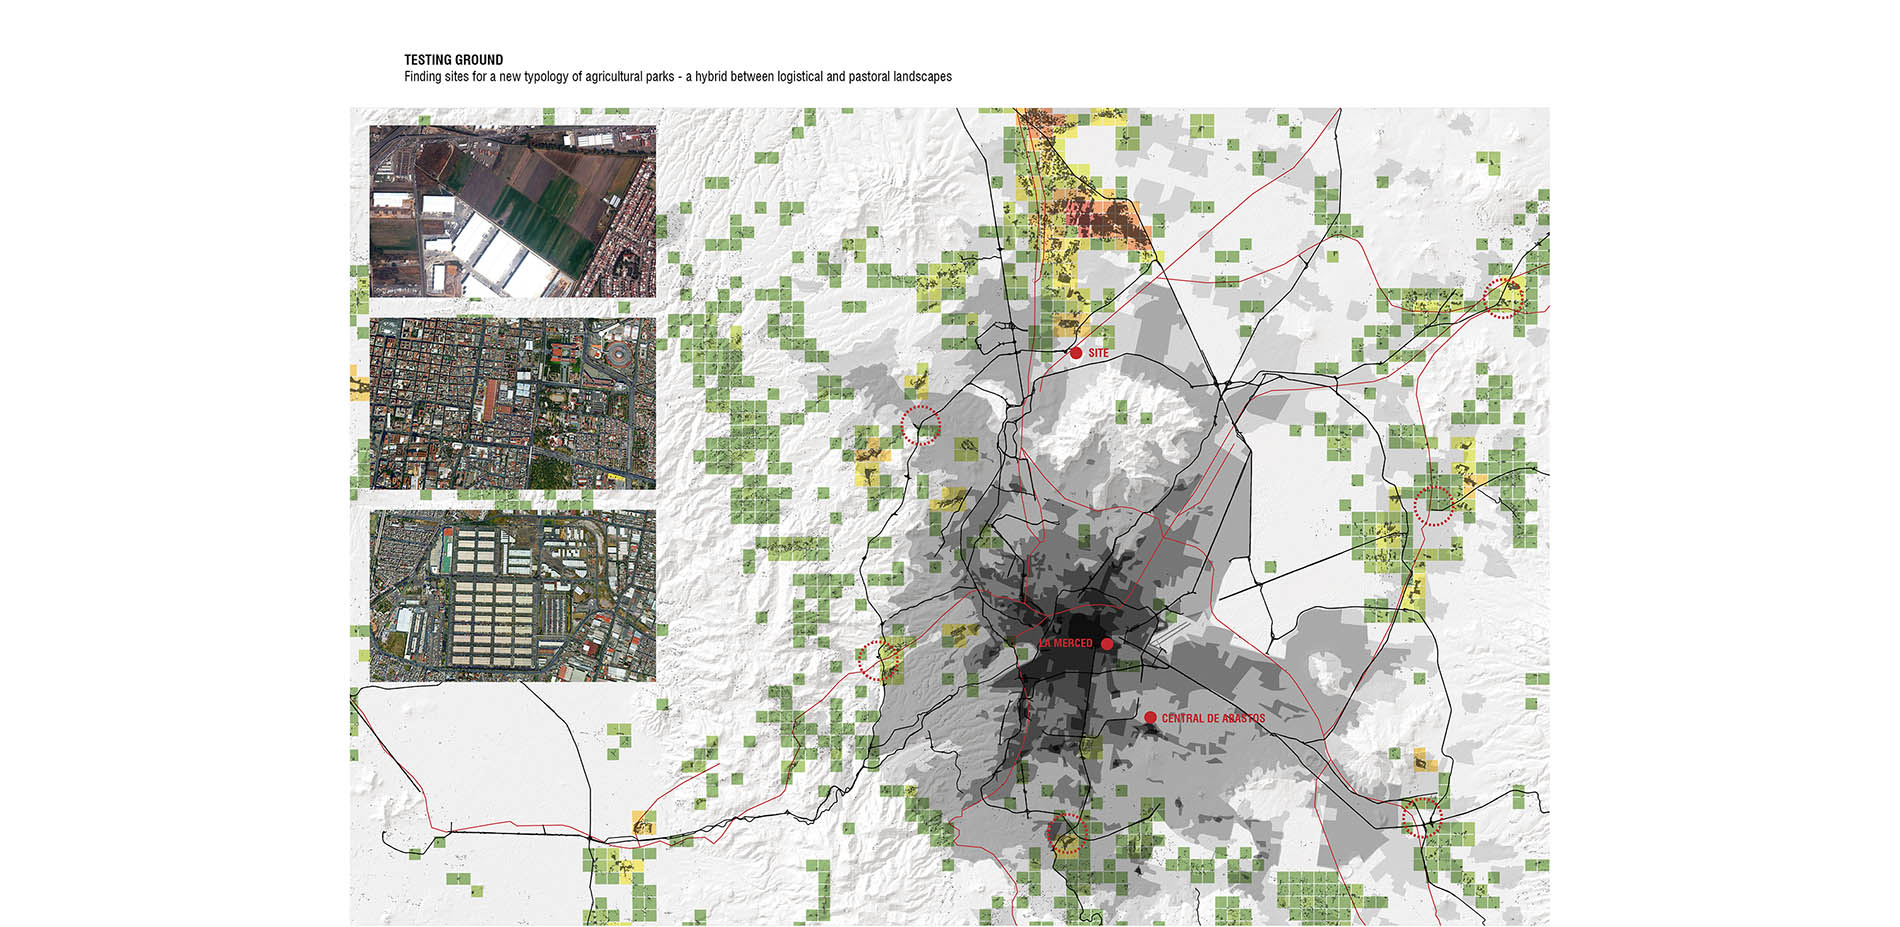 TESTING GROUND
Finding sites for a new typology of agricultural parks - a hybrid between logistical and pastoral landscapes
SITE
LA MERCED
CENTRAL DE ABASTOS